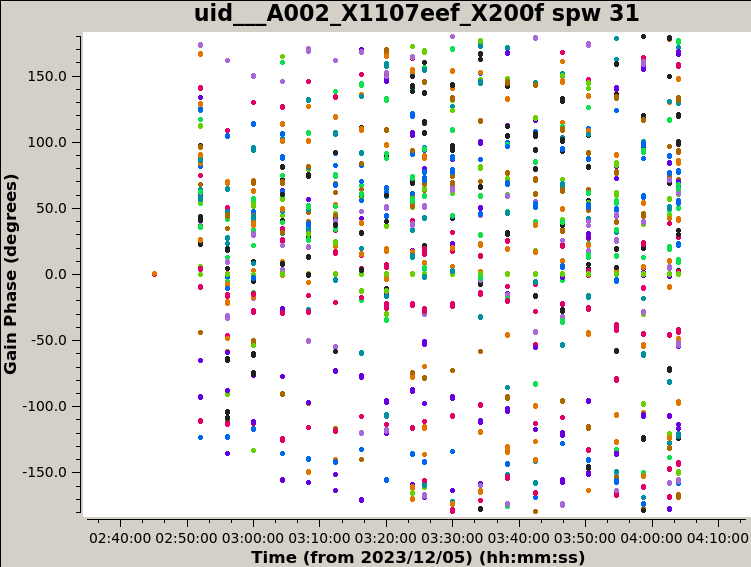 uid___A002_X1107eef_X200f spw 31
Gain Phase (degrees)
150.0
100.0
50.0
0.0
-50.0
-100.0
-150.0
02:40:00 02:50:00 03:00:00 03:10:00 03:20:00 03:30:00 03:40:00 03:50:00 04:00:00 04:10:00
Time (from 2023/12/05) (hh:mm:ss)